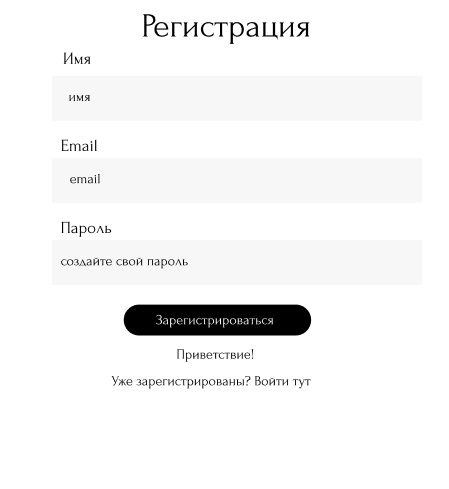 Регистрация
Имя
имя
Email
email
Пароль
создайте свой пароль
Зарегистрироваться
Приветствие!
Уже зарегистрированы? Войти тут